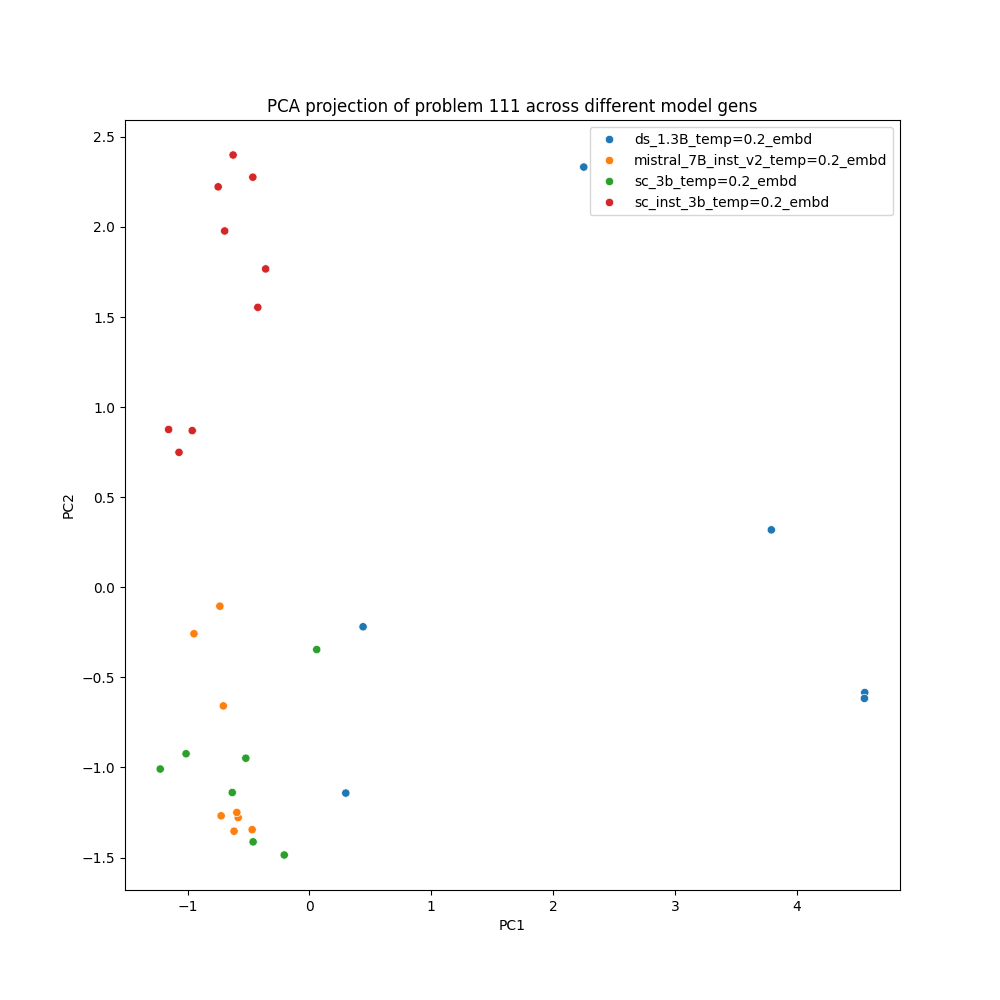 PCA projection of problem 111 across different model gens
ds_1.3B_temp=0.2_embd
mistral_7B_inst_v2_temp=0.2_embd
sc_3b_temp=0.2_embd
sc_inst_3b_temp=0.2_embd
2.5
2.0
1.5
1.0
0.5
0.0
−0.5
−1.0
−1.5
PC2
−1
0
1
2
3
4
PC1